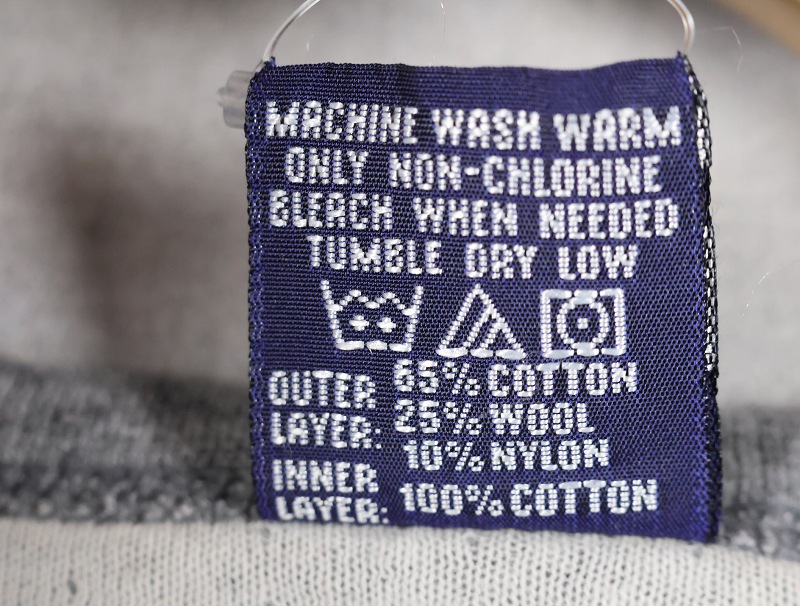 MACHINE WASH WARM
ONLY NON-CHLORINE
BLEACH WHEN NEEDED
TUMBLE DRY LOW
OUTER LAYER: 65% COTTON
25% WOOL
10% NYLON
INNER LAYER: 100% COTTON